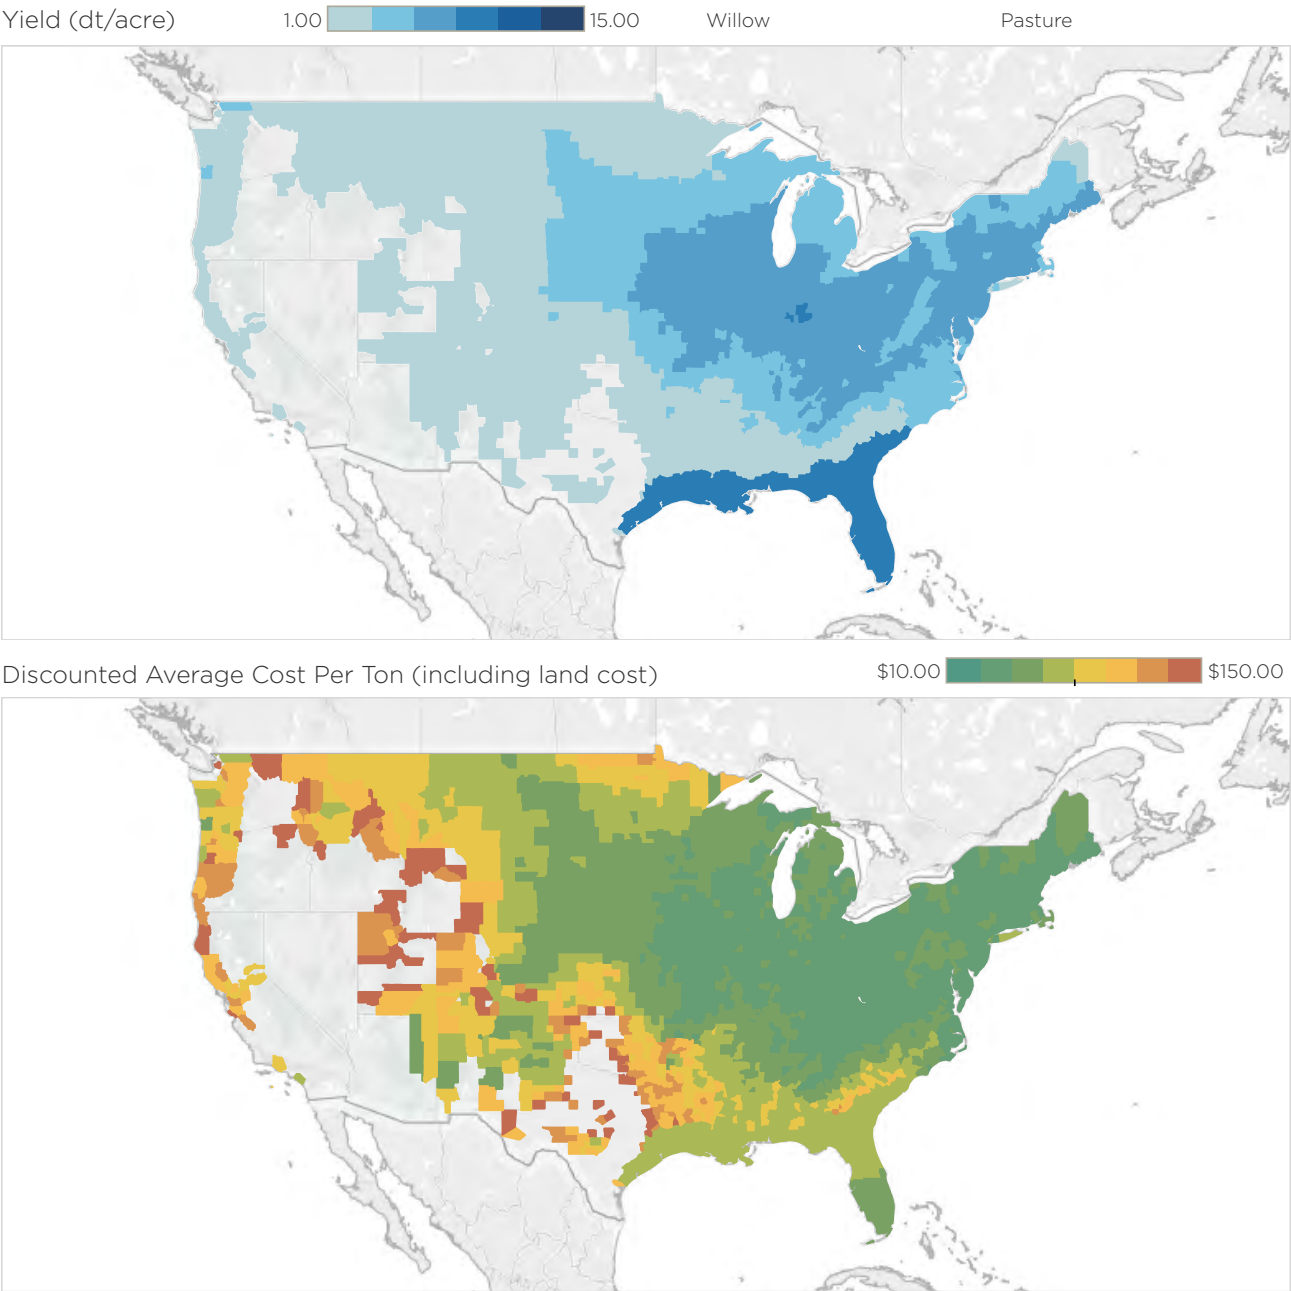 Yield (dt/acre) 1.00 15.00 Willow Pasture
Discounted Average Cost Per Ton (including land cost) $10.00 $150.00